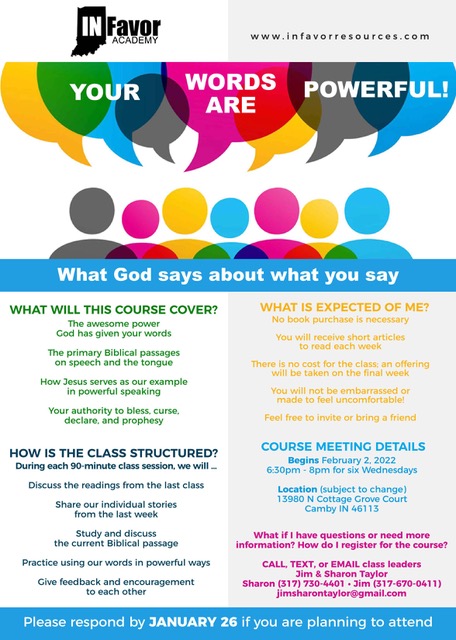 INFavor
ACADEMY
www.infavorresources.com
YOUR
WORDS
ARE
POWERFUL!
What God says about what you say
WHAT WILL THIS COURSE COVER?
The awesome power
God has given your words
The primary Biblical passages
on speech and the tongue
How Jesus serves as our example
in powerful speaking
Your authority to bless, curse,
declare, and prophesy
HOW IS THE CLASS STRUCTURED?
During each 90-minute class session, we will ...
Discuss the readings from the last class
Share our individual stories
from the last week
Study and discuss
the current Biblical passage
Practice using our words in powerful ways
Give feedback and encouragement
to each other
WHAT IS EXPECTED OF ME?
No book purchase is necessary
You will receive short articles
to read each week
There is no cost for the class; an offering
will be taken on the final week
You will not be embarrassed or
made to feel uncomfortable!
Feel free to invite or bring a friend
COURSE MEETING DETAILS
Begins February 2, 2022
6:30pm - 8pm for six Wednesdays
Location (subject to change)
13980 N Cottage Grove Court
Camby IN 46113
What if I have questions or need more
information? How do I register for the course?
CALL, TEXT, or EMAIL class leaders
Jim & Sharon Taylor
Sharon (317) 730-4401 • Jim (317-670-0411)
jimsharontaylor@gmail.com
Please respond by JANUARY 26 if you are planning to attend